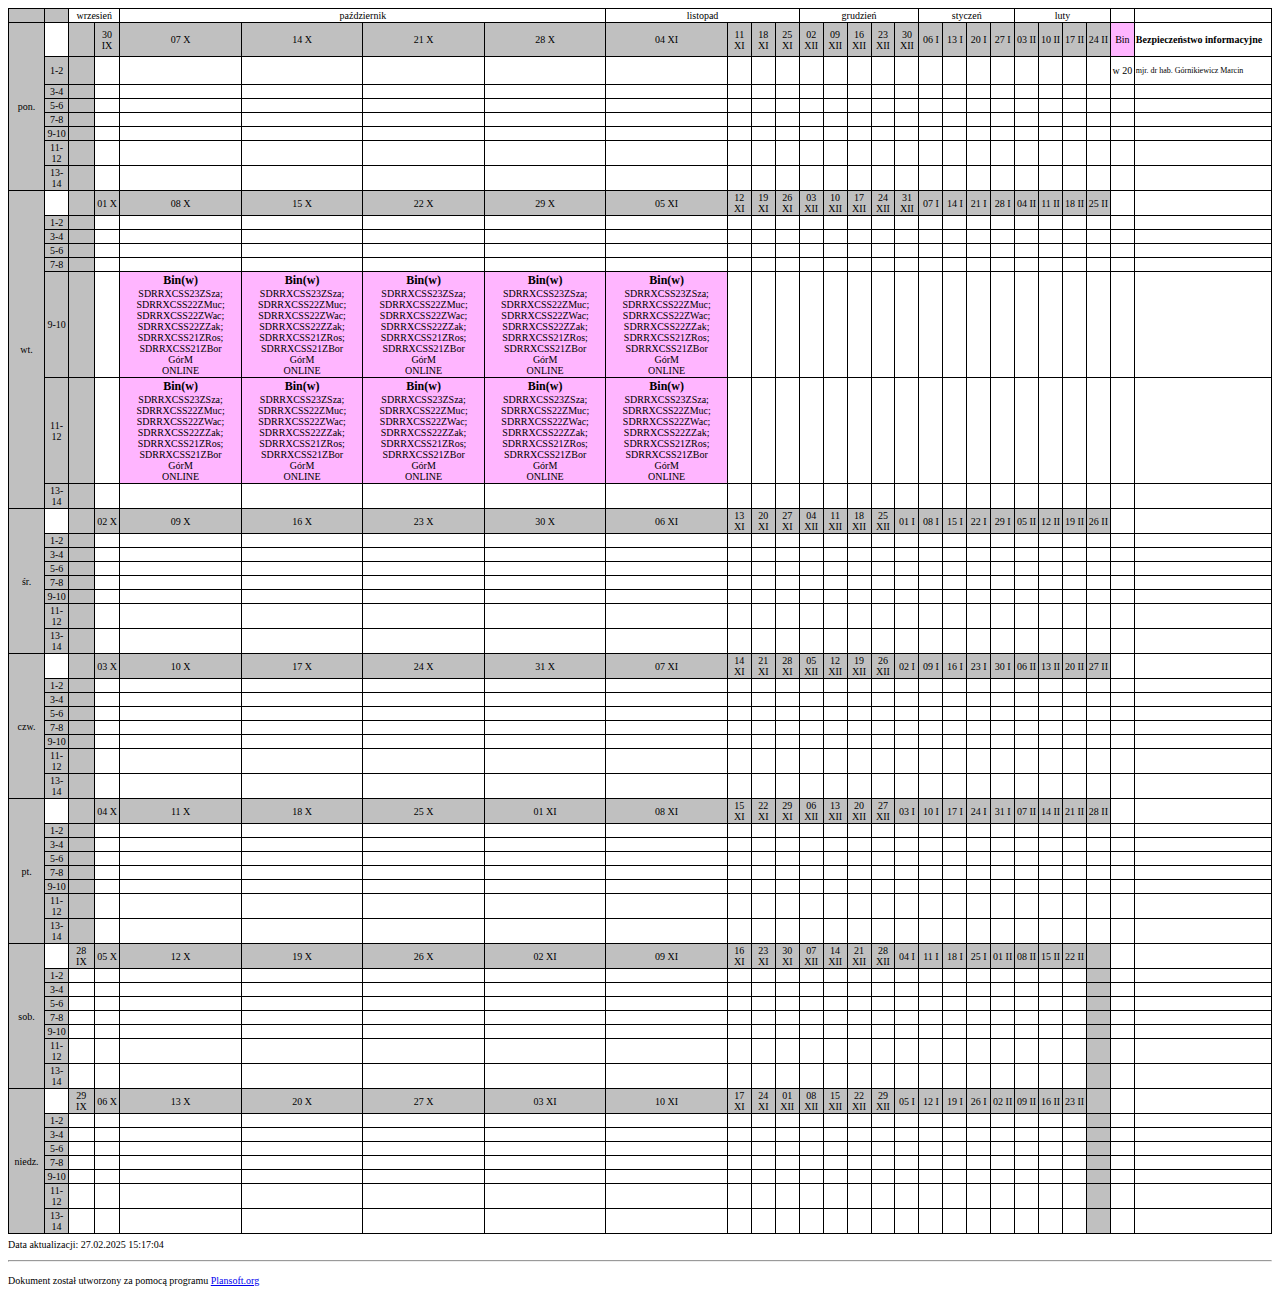 wrzesień październik listopad grudzień styczeń luty
pon. 30 IX 07 X 14 X 21 X 28 X 04 XI 11 XI 18 XI 25 XI 02 XII 09 XII 16 XII 23 XII 30 XII 06 I 13 I 20 I 27 I 03 II 10 II 17 II 24 II Bin Bezpieczeństwo informacyjne
1-2 w 20 mjr. dr hab. Górnikiewicz Marcin
3-4
5-6
7-8
9-10
11-12
13-14
wt. 01 X 08 X 15 X 22 X 29 X 05 XI 12 XI 19 XI 26 XI 03 XII 10 XII 17 XII 24 XII 31 XII 07 I 14 I 21 I 28 I 04 II 11 II 18 II 25 II
1-2
3-4
5-6
7-8
9-10
Bin(w) Bin(w) Bin(w) Bin(w) Bin(w)
SDRRXCSS23ZSza; SDRRXCSS23ZSza; SDRRXCSS23ZSza; SDRRXCSS23ZSza; SDRRXCSS23ZSza;
SDRRXCSS22ZMuc; SDRRXCSS22ZMuc; SDRRXCSS22ZMuc; SDRRXCSS22ZMuc; SDRRXCSS22ZMuc;
SDRRXCSS22ZWac; SDRRXCSS22ZWac; SDRRXCSS22ZWac; SDRRXCSS22ZWac; SDRRXCSS22ZWac;
SDRRXCSS22ZZak; SDRRXCSS22ZZak; SDRRXCSS22ZZak; SDRRXCSS22ZZak; SDRRXCSS22ZZak;
SDRRXCSS21ZRos; SDRRXCSS21ZRos; SDRRXCSS21ZRos; SDRRXCSS21ZRos; SDRRXCSS21ZRos;
SDRRXCSS21ZBor SDRRXCSS21ZBor SDRRXCSS21ZBor SDRRXCSS21ZBor SDRRXCSS21ZBor
GórM GórM GórM GórM GórM
ONLINE ONLINE ONLINE ONLINE ONLINE
11-12
Bin(w) Bin(w) Bin(w) Bin(w) Bin(w)
SDRRXCSS23ZSza; SDRRXCSS23ZSza; SDRRXCSS23ZSza; SDRRXCSS23ZSza; SDRRXCSS23ZSza;
SDRRXCSS22ZMuc; SDRRXCSS22ZMuc; SDRRXCSS22ZMuc; SDRRXCSS22ZMuc; SDRRXCSS22ZMuc;
SDRRXCSS22ZWac; SDRRXCSS22ZWac; SDRRXCSS22ZWac; SDRRXCSS22ZWac; SDRRXCSS22ZWac;
SDRRXCSS22ZZak; SDRRXCSS22ZZak; SDRRXCSS22ZZak; SDRRXCSS22ZZak; SDRRXCSS22ZZak;
SDRRXCSS21ZRos; SDRRXCSS21ZRos; SDRRXCSS21ZRos; SDRRXCSS21ZRos; SDRRXCSS21ZRos;
SDRRXCSS21ZBor SDRRXCSS21ZBor SDRRXCSS21ZBor SDRRXCSS21ZBor SDRRXCSS21ZBor
GórM GórM GórM GórM GórM
ONLINE ONLINE ONLINE ONLINE ONLINE
13-14
śr. 02 X 09 X 16 X 23 X 30 X 06 XI 13 XI 20 XI 27 XI 04 XII 11 XII 18 XII 25 XII 01 I 08 I 15 I 22 I 29 I 05 II 12 II 19 II 26 II
1-2
3-4
5-6
7-8
9-10
11-12
13-14
czw. 03 X 10 X 17 X 24 X 31 X 07 XI 14 XI 21 XI 28 XI 05 XII 12 XII 19 XII 26 XII 02 I 09 I 16 I 23 I 30 I 06 II 13 II 20 II 27 II
1-2
3-4
5-6
7-8
9-10
11-12
13-14
pt. 04 X 11 X 18 X 25 X 01 XI 08 XI 15 XI 22 XI 29 XI 06 XII 13 XII 20 XII 27 XII 03 I 10 I 17 I 24 I 31 I 07 II 14 II 21 II 28 II
1-2
3-4
5-6
7-8
9-10
11-12
13-14
sob. 28 IX 05 X 12 X 19 X 26 X 02 XI 09 XI 16 XI 23 XI 30 XI 07 XII 14 XII 21 XII 28 XII 04 I 11 I 18 I 25 I 01 II 08 II 15 II 22 II
1-2
3-4
5-6
7-8
9-10
11-12
13-14
niedz. 29 IX 06 X 13 X 20 X 27 X 03 XI 10 XI 17 XI 24 XI 01 XII 08 XII 15 XII 22 XII 29 XII 05 I 12 I 19 I 26 I 02 II 09 II 16 II 23 II
1-2
3-4
5-6
7-8
9-10
11-12
13-14
Data aktualizacji: 27.02.2025 15:17:04
Dokument został utworzony za pomocą programu Plansoft.org